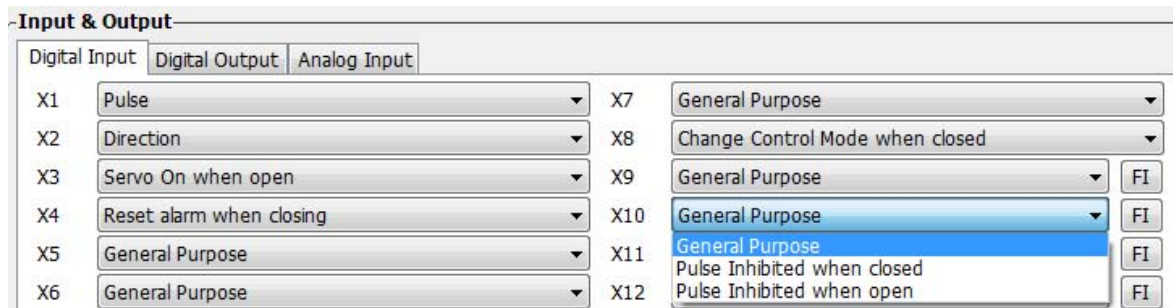 Input & Output
Digital Input Digital Output Analog Input
X1 Pulse X7 General Purpose
X2 Direction X8 Change Control Mode when closed
X3 Servo On when open X9 General Purpose FI
X4 Reset alarm when closing X10 General Purpose FI
X5 General Purpose X11 General Purpose FI
Pulse Inhibited when closed
X6 General Purpose X12 Pulse Inhibited when open FI